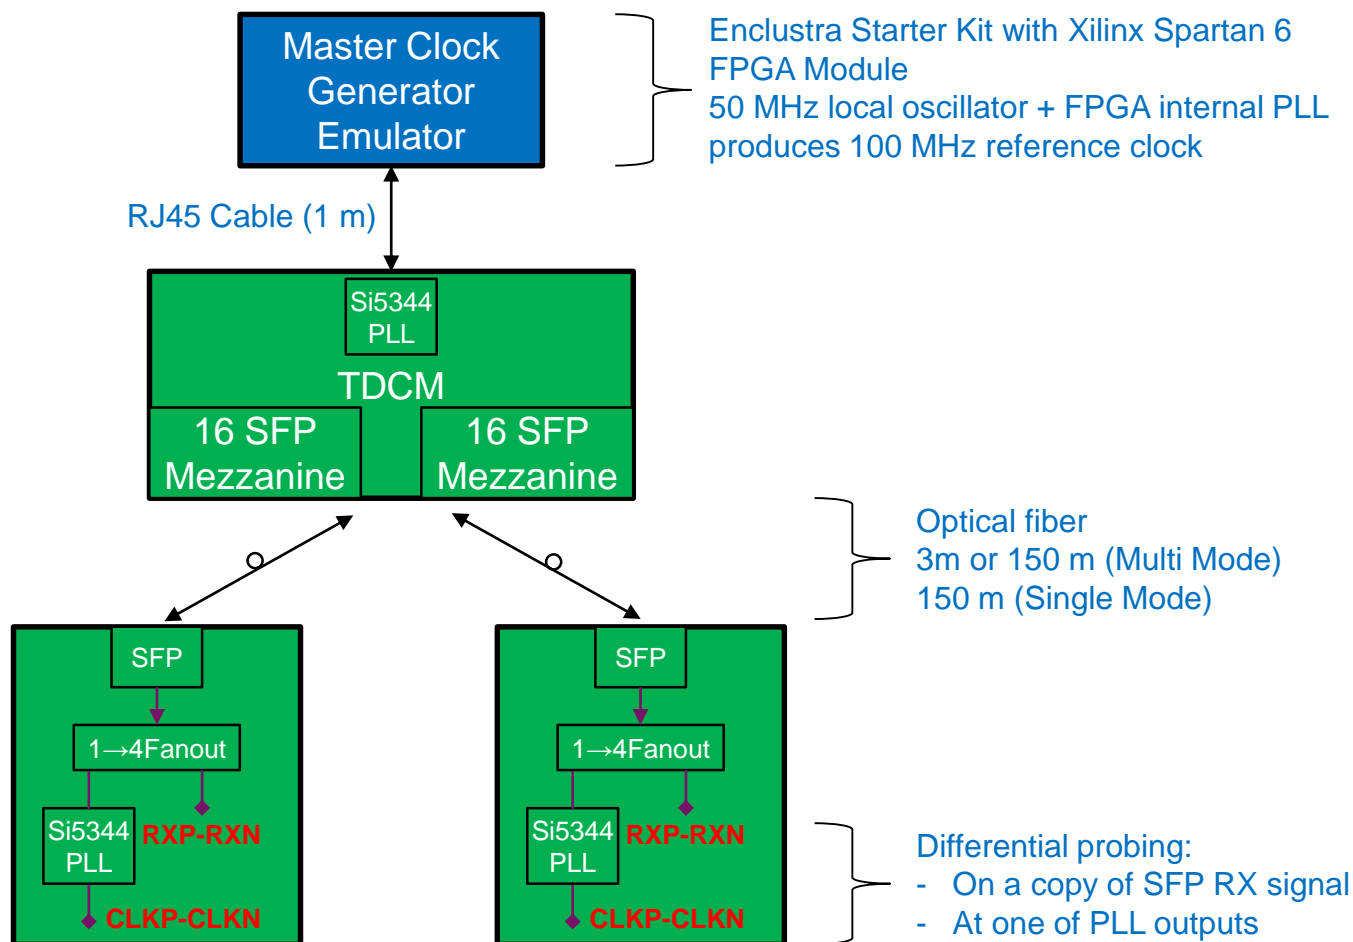 Master Clock
Generator
Emulator
Enclustra Starter Kit with Xilinx Spartan 6
FPGA Module
50 MHz local oscillator + FPGA internal PLL
produces 100 MHz reference clock
RJ45 Cable (1 m)
Si5344
PLL
TDCM
16 SFP
Mezzanine
16 SFP
Mezzanine
Optical fiber
3m or 150 m (Multi Mode)
150 m (Single Mode)
SFP
1→4Fanout
Si5344
PLL
RXP-RXN
CLKP-CLKN
SFP
1→4Fanout
Si5344
PLL
RXP-RXN
CLKP-CLKN
Differential probing:
- On a copy of SFP RX signal
- At one of PLL outputs